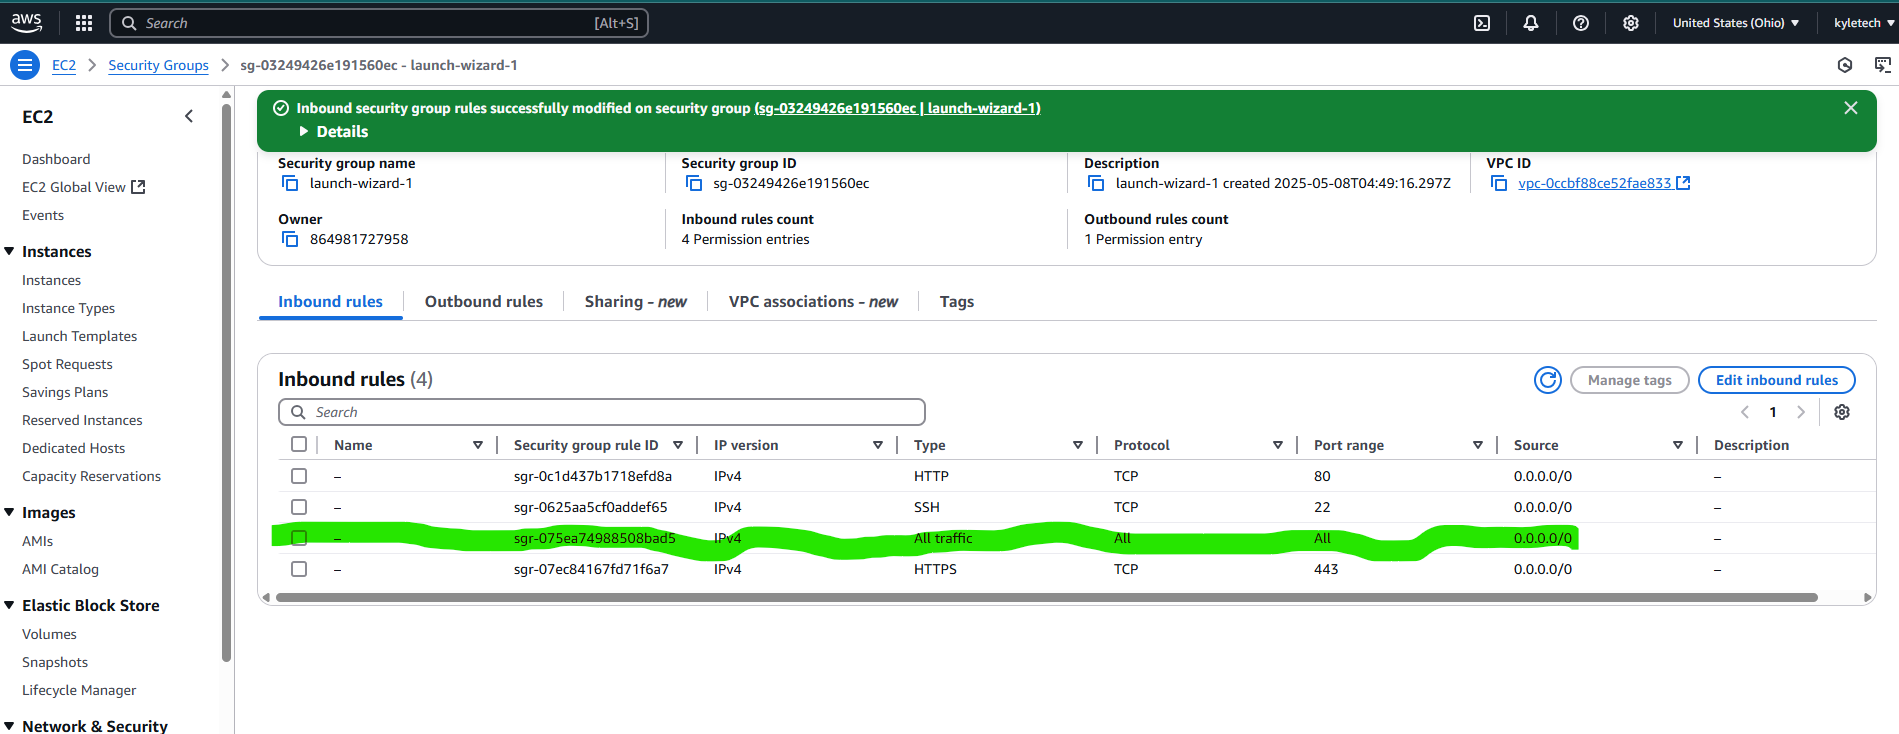 aws
Search [Alt+S]
United States (Ohio)
kyletech
EC2 Security Groups sg-03249426e191560ec - launch-wizard-1
EC2
Dashboard
EC2 Global View
Events
Instances
Instances
Instance Types
Launch Templates
Spot Requests
Savings Plans
Reserved Instances
Dedicated Hosts
Capacity Reservations
Images
AMIs
AMI Catalog
Elastic Block Store
Volumes
Snapshots
Lifecycle Manager
Network & Security
Inbound security group rules successfully modified on security group (sg-03249426e191560ec | launch-wizard-1)
Details
Security group name
launch-wizard-1
Security group ID
sg-03249426e191560ec
Description
launch-wizard-1 created 2025-05-08T04:49:16.297Z
VPC ID
vpc-0ccbf88ce52fae833
Owner
864981727958
Inbound rules count
4 Permission entries
Outbound rules count
1 Permission entry
Inbound rules Outbound rules Sharing - new VPC associations - new Tags
Inbound rules (4)
Manage tags
Edit inbound rules
Search
1
Name Security group rule ID IP version Type Protocol Port range Source Description
– sgr-0c1d437b1718efd8a IPv4 HTTP TCP 80 0.0.0.0/0 –
– sgr-0625aa5cf0addef65 IPv4 SSH TCP 22 0.0.0.0/0 –
– sgr-075ea74988508bad5 IPv4 All traffic All All 0.0.0.0/0 –
– sgr-07ec84167fd71f6a7 IPv4 HTTPS TCP 443 0.0.0.0/0 –